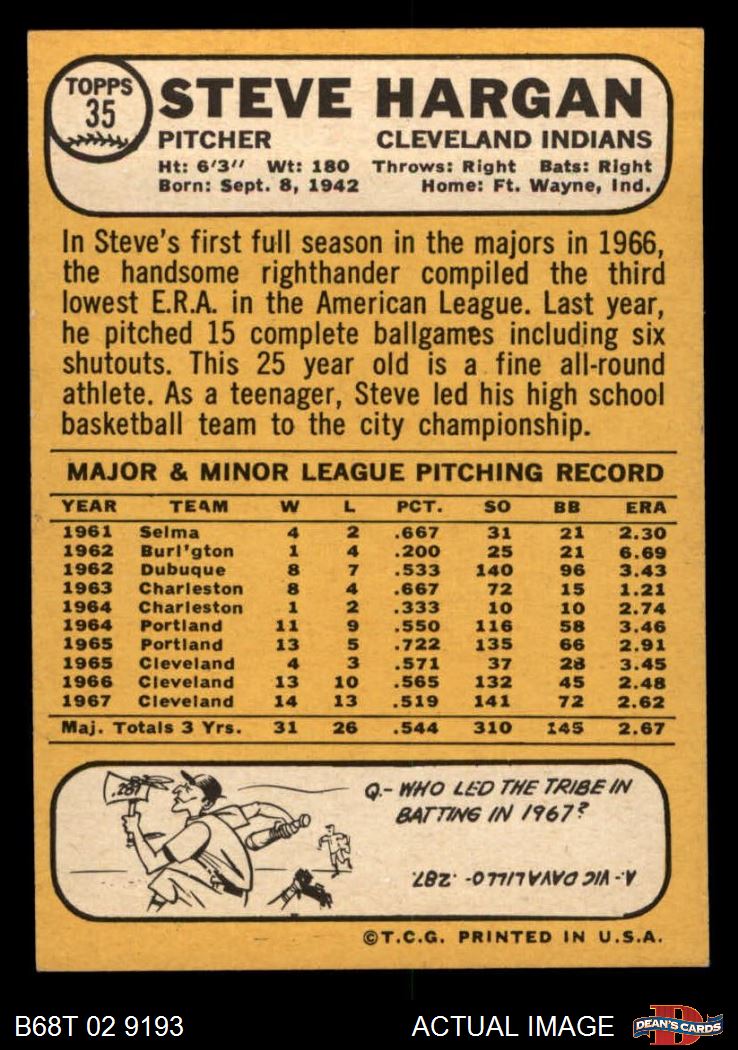 TOPPS
35
STEVE HARGAN
PITCHER CLEVELAND INDIANS
Ht: 6'3" Wt: 180 Throws: Right Bats: Right
Born: Sept. 8, 1942 Home: Ft. Wayne, Ind.
In Steve's first full season in the majors in 1966,
the handsome righthander compiled the third
lowest E.R.A. in the American League. Last year,
he pitched 15 complete ballgames including six
shutouts. This 25 year old is a fine all-round
athlete. As a teenager, Steve led his high school
basketball team to the city championship.
MAJOR & MINOR LEAGUE PITCHING RECORD
YEAR TEAM W L PCT. SO BB ERA
1961 Selma 4 2 .667 31 21 2.30
1962 Burl'gton 1 4 .200 25 21 6.69
1962 Dubuque 8 7 .533 140 96 3.43
1963 Charleston 8 4 .667 72 15 1.21
1964 Charleston 1 2 .333 10 10 2.74
1964 Portland 11 9 .550 116 58 3.46
1965 Portland 13 5 .722 135 66 2.91
1965 Cleveland 4 3 .571 37 28 3.45
1966 Cleveland 13 10 .565 132 45 2.48
1967 Cleveland 14 13 .519 141 72 2.62
Maj. Totals 3 Yrs. 31 26 .544 310 145 2.67
.287
Q.- WHO LED THE TRIBE IN
BATTING IN 1967?
A.- VIC DAVALILLO- .287.
©T.C.G. PRINTED IN U.S.A.
B68T 02 9193 ACTUAL IMAGE
D
DEAN'S CARDS